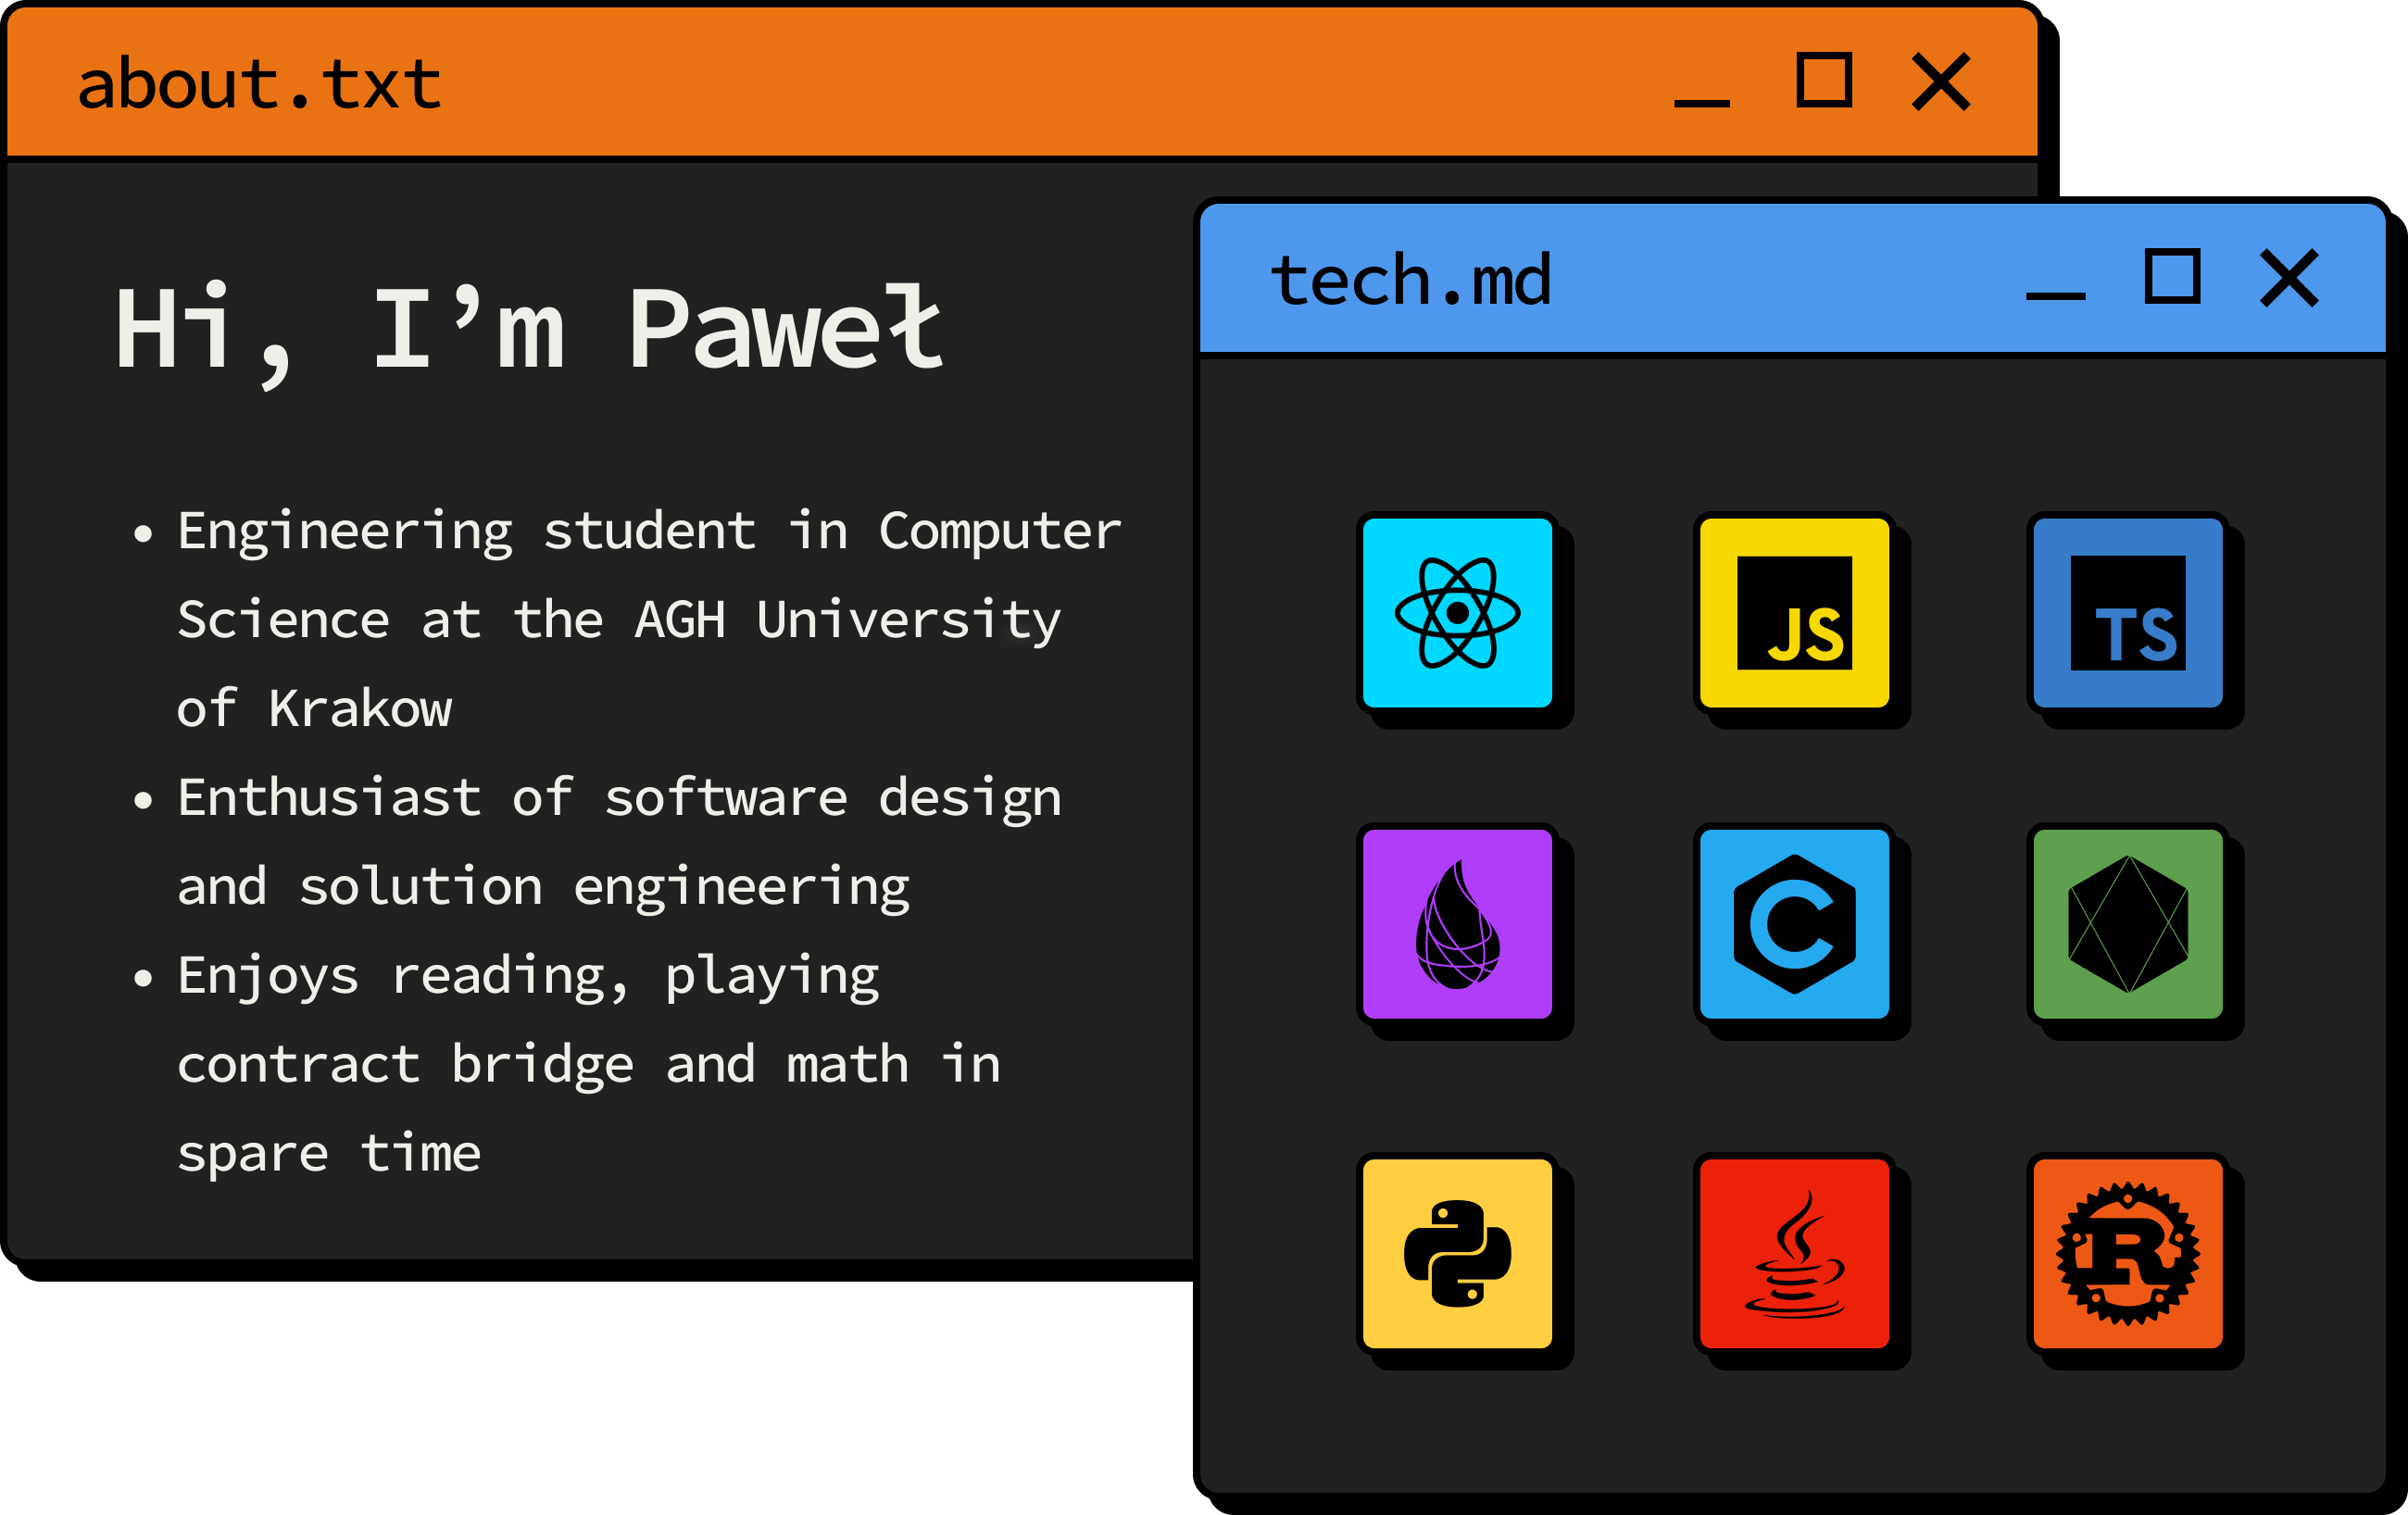 about.txt
Hi, I’m Paweł
• Engineering student in Computer
Science at the AGH University
of Krakow
• Enthusiast of software design
and solution engineering
• Enjoys reading, playing
contract bridge and math in
spare time
tech.md
JS
TS
C
R